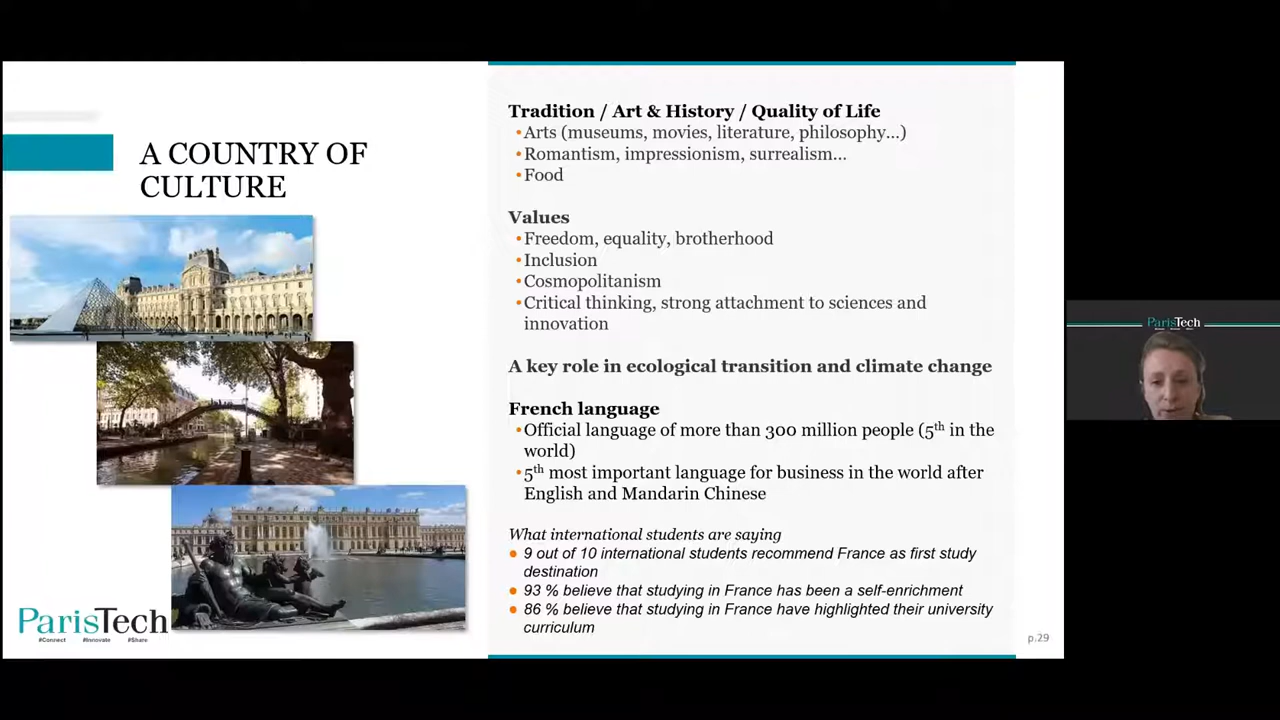 A COUNTRY OF
CULTURE
ParisTech
#Connect #Innovate #Share
Tradition / Art & History / Quality of Life
•Arts (museums, movies, literature, philosophy…)
•Romantism, impressionism, surrealism…
•Food
Values
•Freedom, equality, brotherhood
•Inclusion
•Cosmopolitanism
•Critical thinking, strong attachment to sciences and
innovation
A key role in ecological transition and climate change
French language
•Official language of more than 300 million people (5th in the
world)
•5th most important language for business in the world after
English and Mandarin Chinese
What international students are saying
• 9 out of 10 international students recommend France as first study
destination
• 93 % believe that studying in France has been a self-enrichment
• 86 % believe that studying in France have highlighted their university
curriculum
p.29
ParisTech